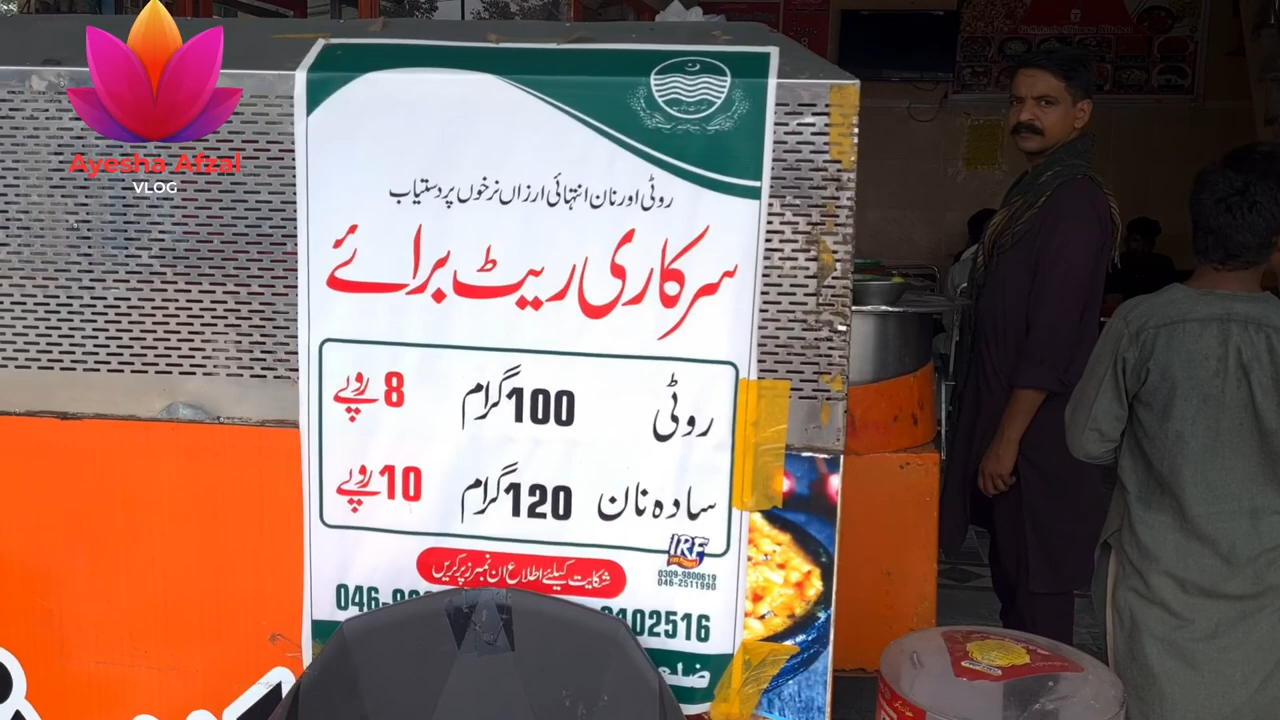 Ayesha Afzal
VLOG
روٹی اور نان انتہائی ارزاں نرخوں پر دستیاب
سرکاری ریٹ برائے
روٹی 100 گرام 8 روپے
سادہ نان 120 گرام 10 روپے
IRF
0309-9800619
046-2511990
شکایت کیلئے اطلاع ان نمبرز پر کریں
046- 102516